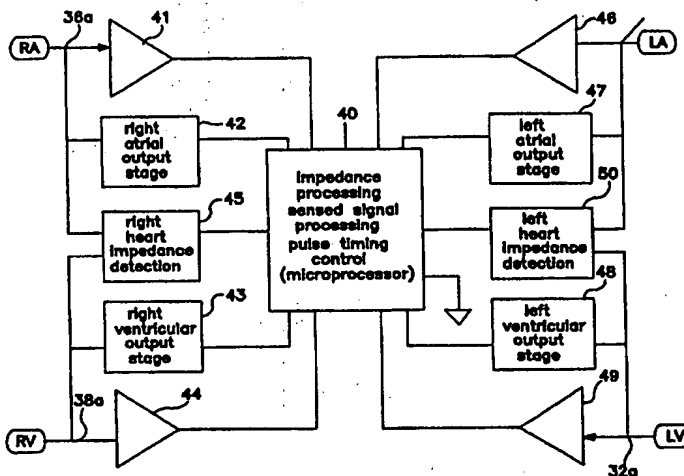 36a
41
46
RA
LA
47
42
40
right
atrial
output
stage
left
atrial
output
stage
45
50
impedance
processing
sensed signal
processing
pulse timing
control
(microprocessor)
right
heart
impedance
detection
left
heart
impedance
detection
43
48
right
ventricular
output
stage
left
ventricular
output
stage
38a
44
49
RV
LV
32a